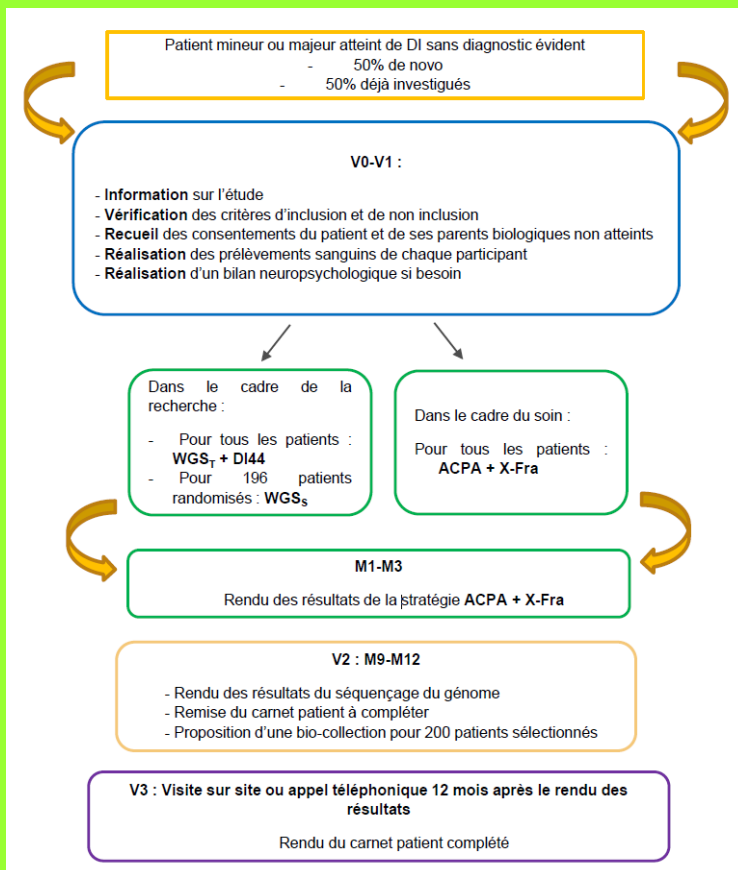 Patient mineur ou majeur atteint de DI sans diagnostic évident
- 50% de novo
- 50% déjà investigués
V0-V1 :
- Information sur l'étude
- Vérification des critères d'inclusion et de non inclusion
- Recueil des consentements du patient et de ses parents biologiques non atteints
- Réalisation des prélèvements sanguins de chaque participant
- Réalisation d'un bilan neuropsychologique si besoin
Dans le cadre de la
recherche :
- Pour tous les patients :
WGST + DI44
- Pour 196 patients
randomisés : WGSS
Dans le cadre du soin :
Pour tous les patients :
ACPA + X-Fra
M1-M3
Rendu des résultats de la stratégie ACPA + X-Fra
V2 : M9-M12
- Rendu des résultats du séquençage du génome
- Remise du carnet patient à compléter
- Proposition d'une bio-collection pour 200 patients sélectionnés
V3 : Visite sur site ou appel téléphonique 12 mois après le rendu des
résultats
Rendu du carnet patient complété